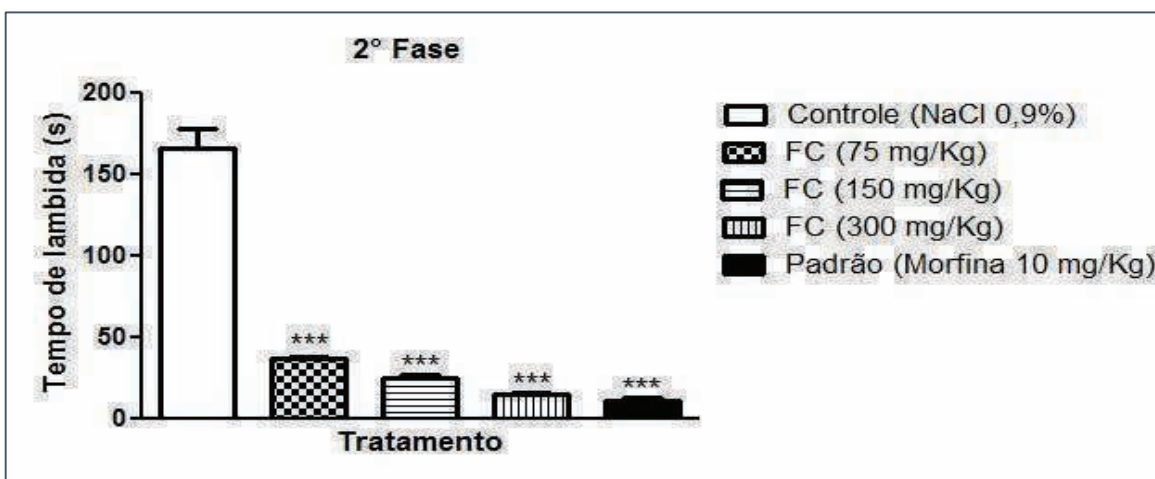 2° Fase
Tempo de lambida (s)
200
150
100
50
0
***
***
***
***
Tratamento
Controle (NaCl 0,9%)
FC (75 mg/Kg)
FC (150 mg/Kg)
FC (300 mg/Kg)
Padrão (Morfina 10 mg/Kg)